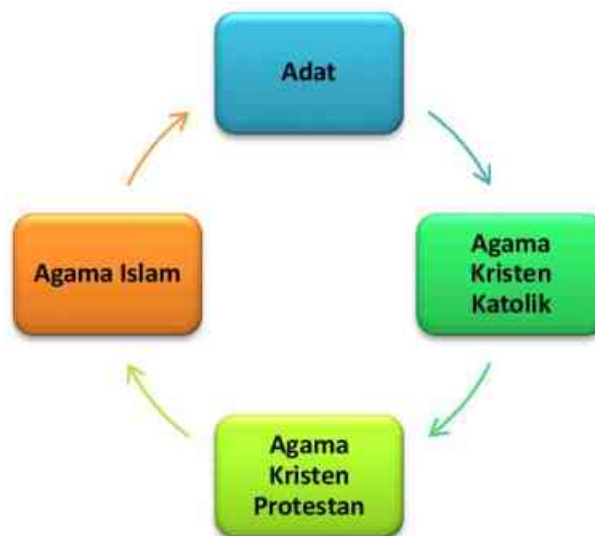 Adat
Agama
Kristen
Katolik
Agama
Kristen
Protestan
Agama Islam